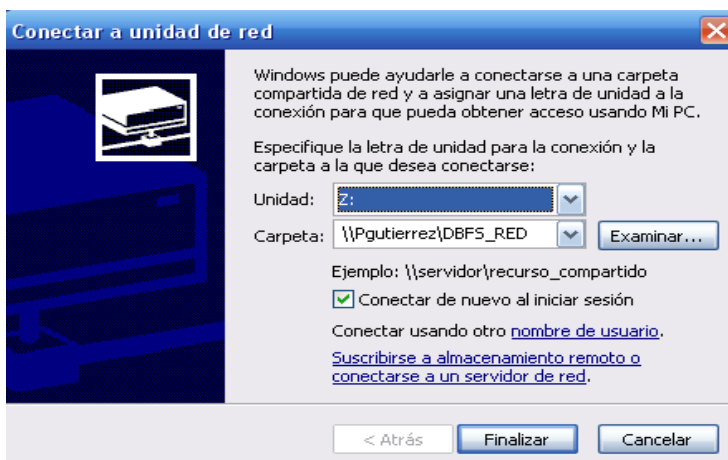 Conectar a unidad de red
Windows puede ayudarle a conectarse a una carpeta
compartida de red y a asignar una letra de unidad a la
conexión para que pueda obtener acceso usando Mi PC.
Especifique la letra de unidad para la conexión y la
carpeta a la que desea conectarse:
Unidad: Z:
Carpeta: \\Pgutierrez\DBFS_RED Examinar...
Ejemplo: \\servidor\recurso_compartido
Conectar de nuevo al iniciar sesión
Conectar usando otro nombre de usuario.
Suscribirse a almacenamiento remoto o
conectarse a un servidor de red.
< Atrás Finalizar Cancelar